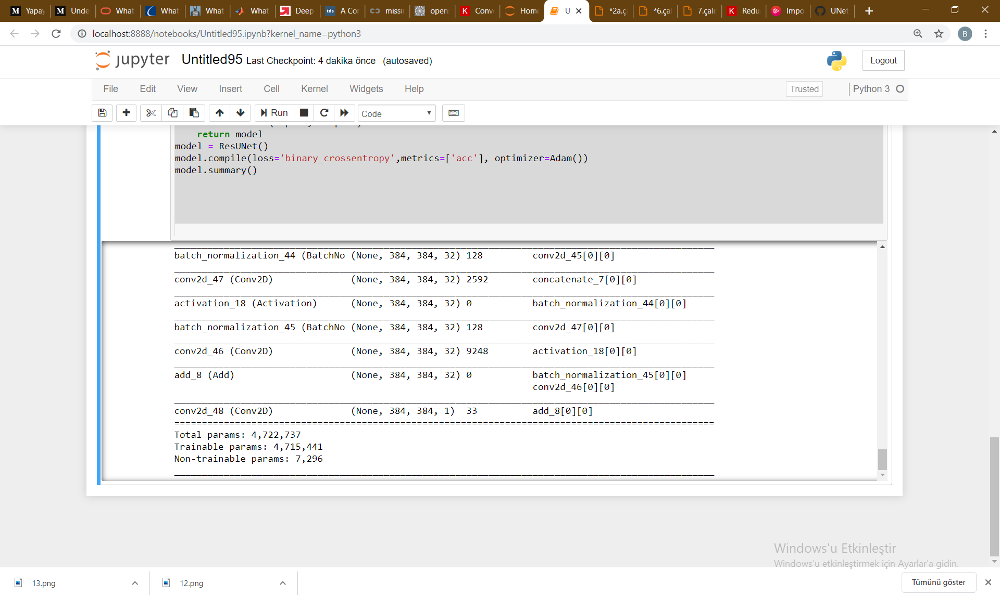 Yapay
Unde
What
What
What
What
Deep
tds A Cor
missi
open
K Conv
Home
U
*2a.ç
*6.çal
7.çalı
K Redu
Impo
UNet
localhost:8888/notebooks/Untitled95.ipynb?kernel_name=python3
B
jupyter Untitled95 Last Checkpoint: 4 dakika önce (autosaved)
Logout
File Edit View Insert Cell Kernel Widgets Help
Trusted Python 3
Run Code
return model
model = ResUNet()
model.compile(loss='binary_crossentropy',metrics=['acc'], optimizer=Adam())
model.summary()
batch_normalization_44 (BatchNo (None, 384, 384, 32) 128 conv2d_45[0][0]
conv2d_47 (Conv2D) (None, 384, 384, 32) 2592 concatenate_7[0][0]
activation_18 (Activation) (None, 384, 384, 32) 0 batch_normalization_44[0][0]
batch_normalization_45 (BatchNo (None, 384, 384, 32) 128 conv2d_47[0][0]
conv2d_46 (Conv2D) (None, 384, 384, 32) 9248 activation_18[0][0]
add_8 (Add) (None, 384, 384, 32) 0 batch_normalization_45[0][0]
conv2d_46[0][0]
conv2d_48 (Conv2D) (None, 384, 384, 1) 33 add_8[0][0]
Total params: 4,722,737
Trainable params: 4,715,441
Non-trainable params: 7,296
Windows'u Etkinleştir
Windows'u etkinleştirmek için Ayarlar'a gidin.
13.png
12.png
Tümünü göster